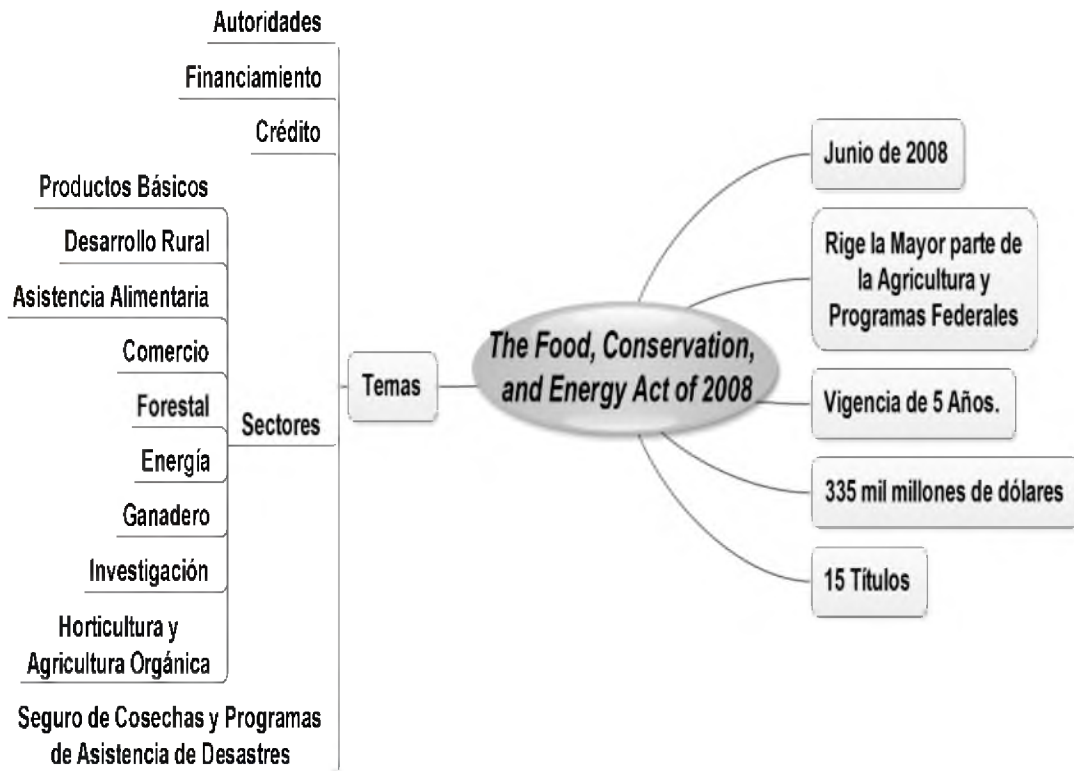 Autoridades
Financiamiento
Crédito
Productos Básicos
Desarrollo Rural
Asistencia Alimentaria
Comercio
Forestal
Energía
Ganadero
Investigación
Horticultura y
Agricultura Orgánica
Sectores
Seguro de Cosechas y Programas
de Asistencia de Desastres
Temas
The Food, Conservation,
and Energy Act of 2008
Junio de 2008
Rige la Mayor parte de
la Agricultura y
Programas Federales
Vigencia de 5 Años.
335 mil millones de dólares
15 Títulos